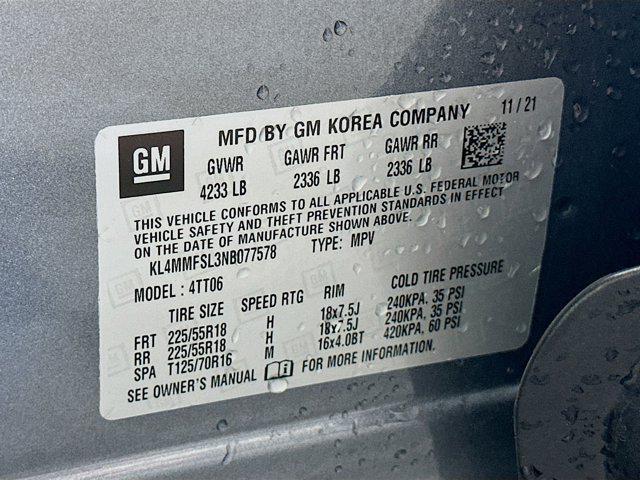 GM
MFD BY GM KOREA COMPANY 11 / 21
GVWR GAWR FRT GAWR RR
4233 LB 2336 LB 2336 LB
THIS VEHICLE CONFORMS TO ALL APPLICABLE U.S. FEDERAL MOTOR
VEHICLE SAFETY AND THEFT PREVENTION STANDARDS IN EFFECT
ON THE DATE OF MANUFACTURE SHOWN ABOVE.
KL4MMFSL3NB077578 TYPE: MPV
MODEL : 4TT06
TIRE SIZE SPEED RTG RIM COLD TIRE PRESSURE
FRT 225/55R18 H 18x7.5J 240KPA, 35 PSI
RR 225/55R18 H 18x7.5J 240KPA, 35 PSI
SPA T125/70R16 M 16x4.0BT 420KPA, 60 PSI
SEE OWNER'S MANUAL FOR MORE INFORMATION.